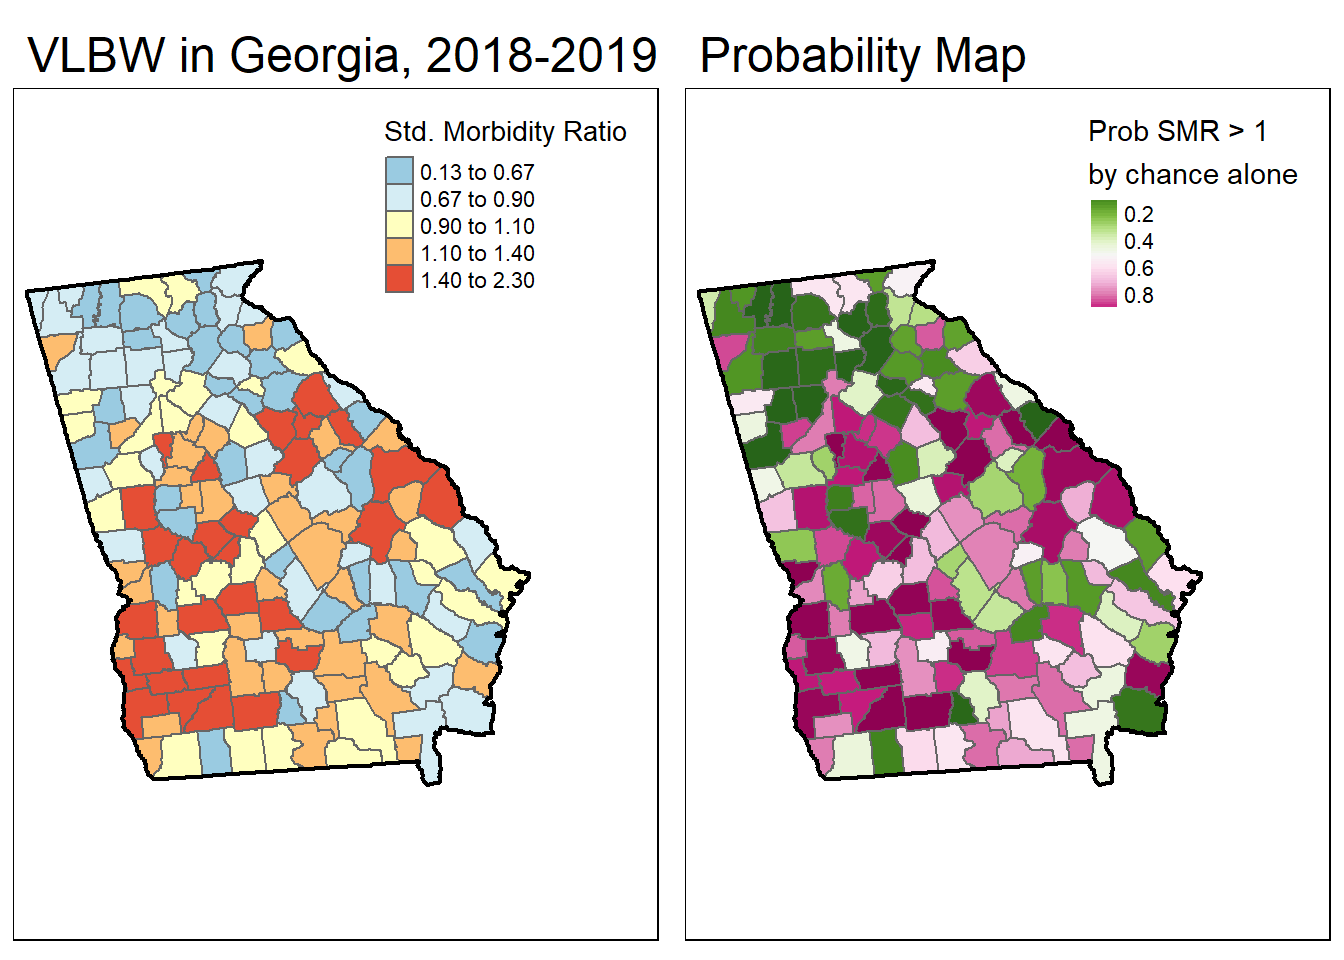 VLBW in Georgia, 2018-2019
Std. Morbidity Ratio
0.13 to 0.67
0.67 to 0.90
0.90 to 1.10
1.10 to 1.40
1.40 to 2.30
Probability Map
Prob SMR > 1
by chance alone
0.2
0.4
0.6
0.8